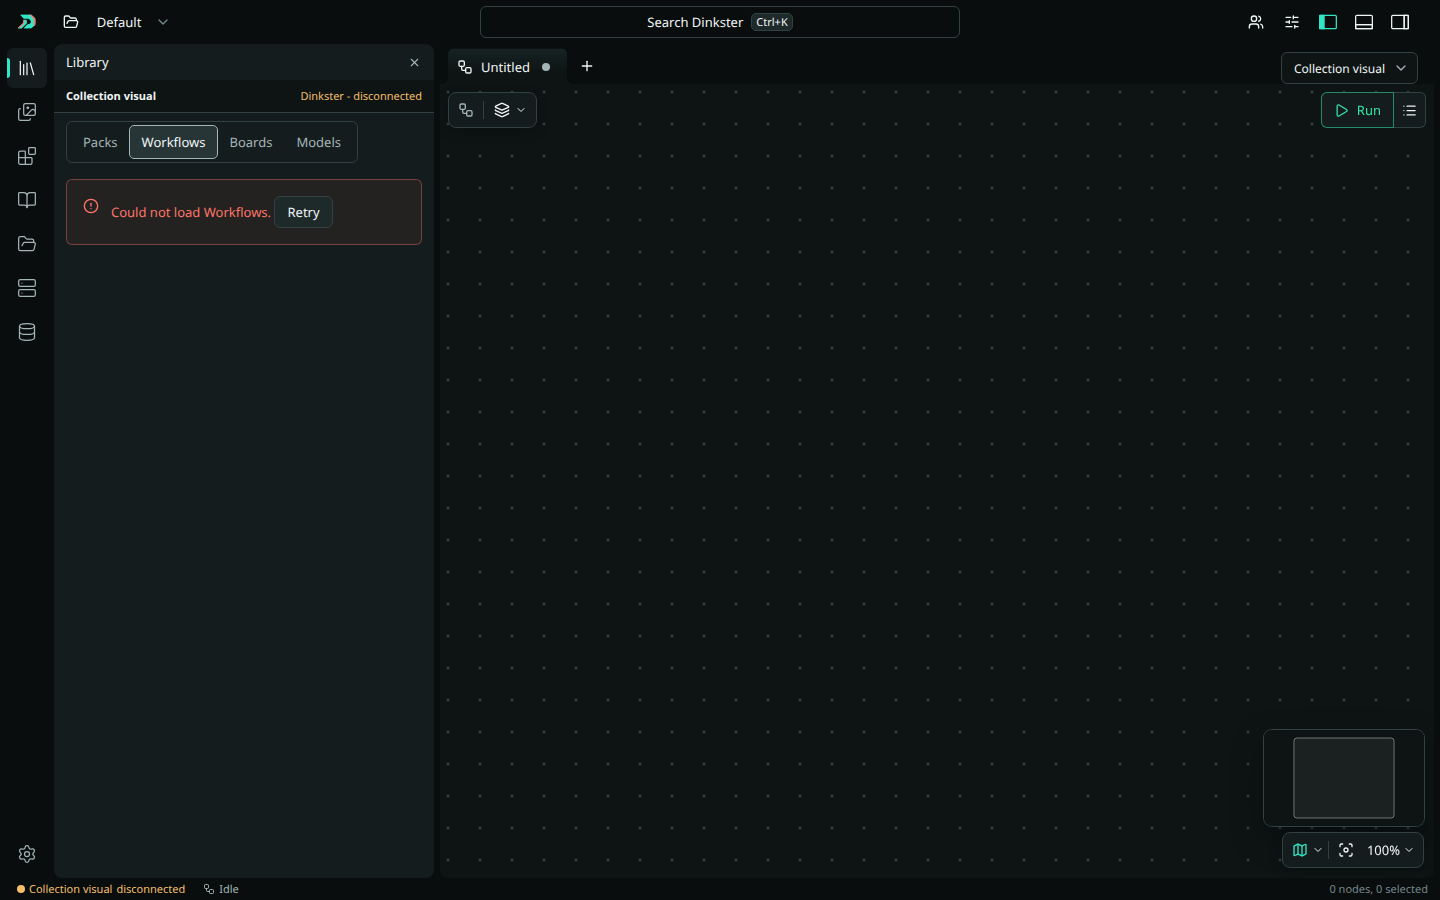 Default
Search Dinkster Ctrl+K
Library
Collection visual
Dinkster - disconnected
Packs
Workflows
Boards
Models
Could not load Workflows.
Retry
Untitled
Collection visual
Run
100%
Collection visual disconnected
Idle
0 nodes, 0 selected